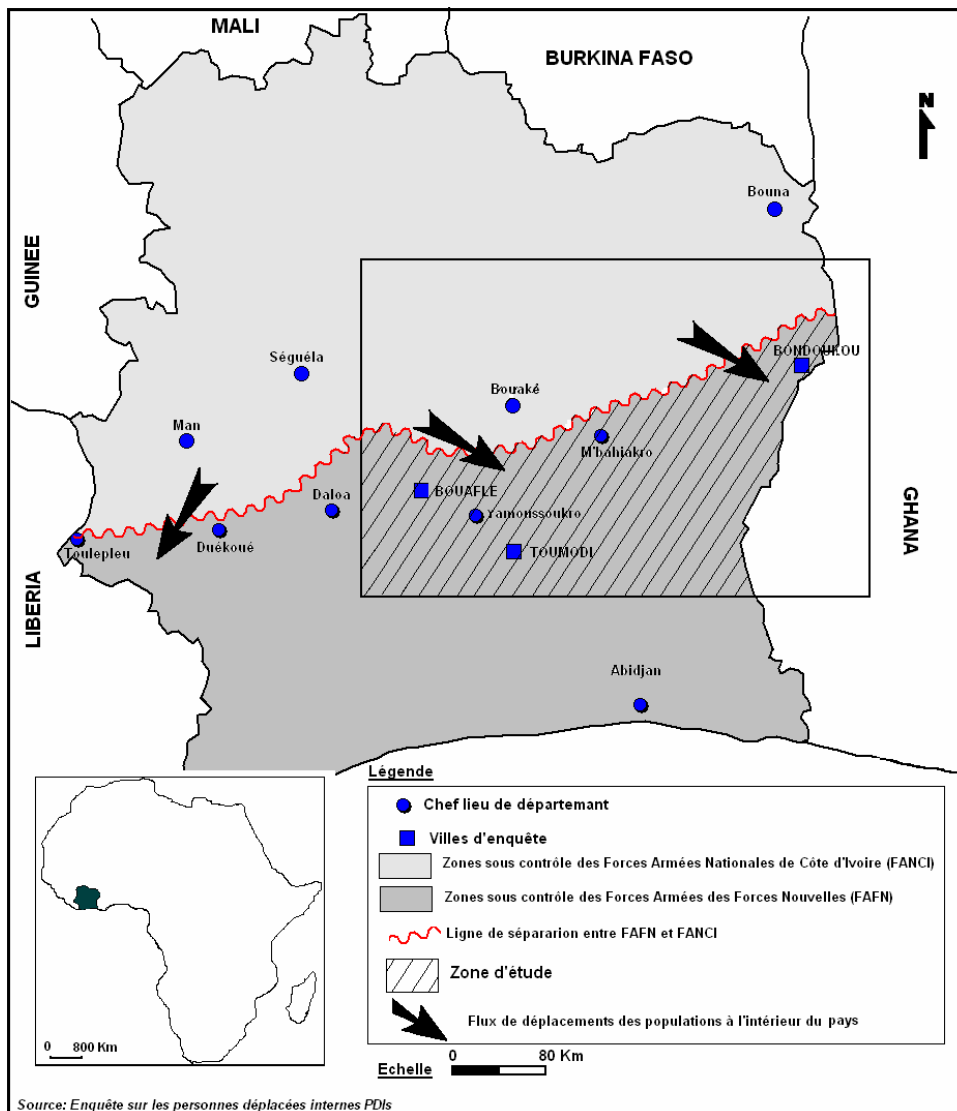 MALI
BURKINA FASO
N
Bouna
GUINEE
BONDOUKOU
Séguéla
Bouaké
Man
M'bahiákro
BOUAFLE
Daloa
Yamoussoukro
GHANA
Toulepleu
Duékoué
TOUMODI
LIBERIA
Abidjan
Légende
Chef lieu de départemant
Villes d'enquête
Zones sous contrôle des Forces Armées Nationales de Côte d'Ivoire (FANCI)
Zones sous contrôle des Forces Armées des Forces Nouvelles (FAFN)
Ligne de sépararion entre FAFN et FANCI
Zone d'étude
Flux de déplacements des populations à l'intérieur du pays
0 800 Km
0 80 Km
Echelle
Source: Enquête sur les personnes déplacées internes PDIs